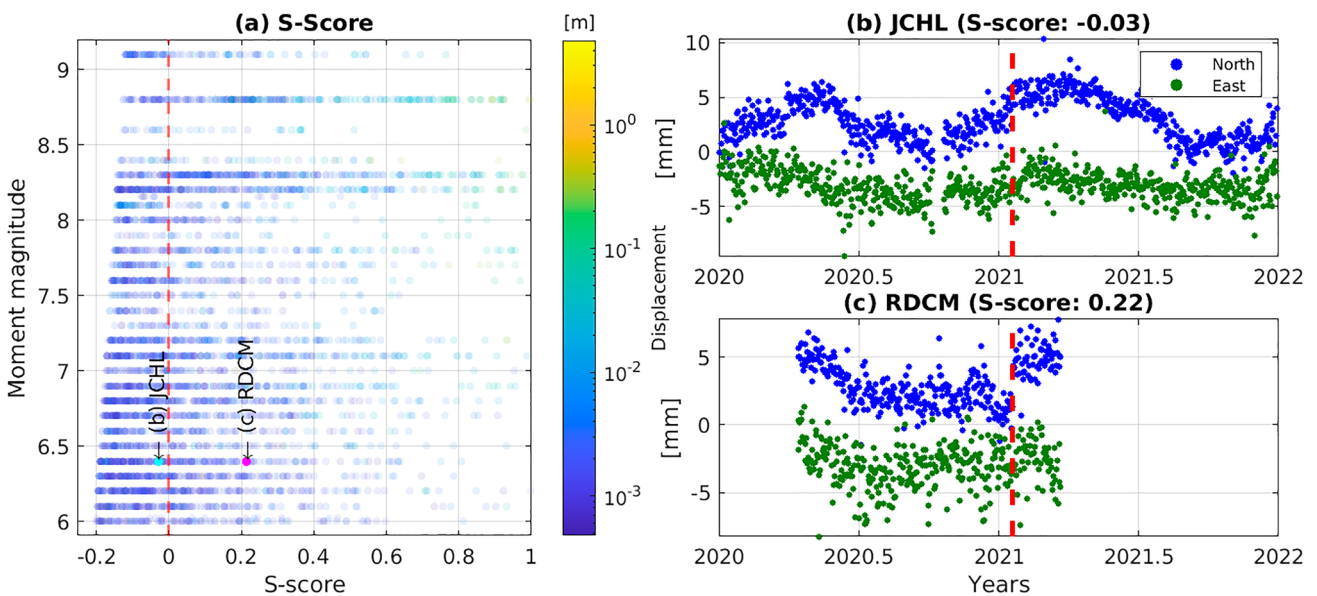 (a) S-Score
Moment magnitude
9
8.5
8
7.5
7
6.5
6
(b) JCHL
(c) RDCM
-0.2 0 0.2 0.4 0.6 0.8 1
S-score
[m]
10^0
10^-1
10^-2
10^-3
Displacement
(b) JCHL (S-score: -0.03)
[mm]
10
5
0
-5
North
East
2020 2020.5 2021 2021.5 2022
(c) RDCM (S-score: 0.22)
[mm]
5
0
-5
2020 2020.5 2021 2021.5 2022
Years